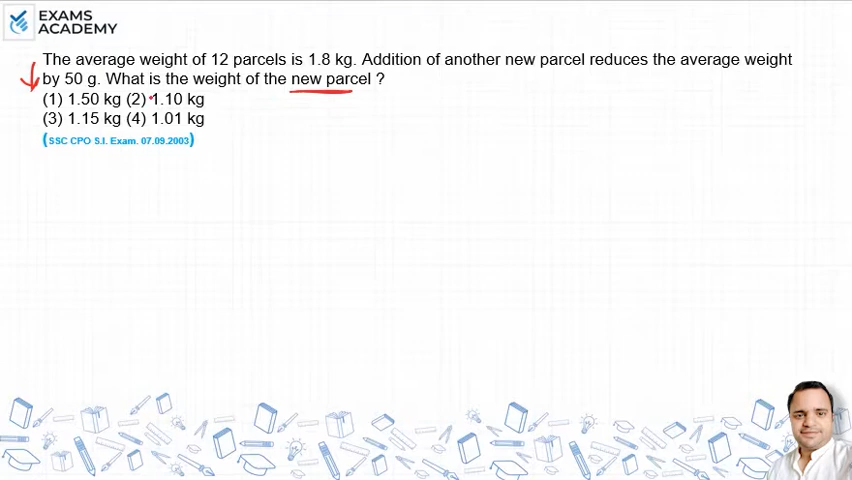 EXAMS
ACADEMY
The average weight of 12 parcels is 1.8 kg. Addition of another new parcel reduces the average weight
by 50 g. What is the weight of the new parcel ?
(1) 1.50 kg (2) 1.10 kg
(3) 1.15 kg (4) 1.01 kg
(SSC CPO S.I. Exam. 07.09.2003)